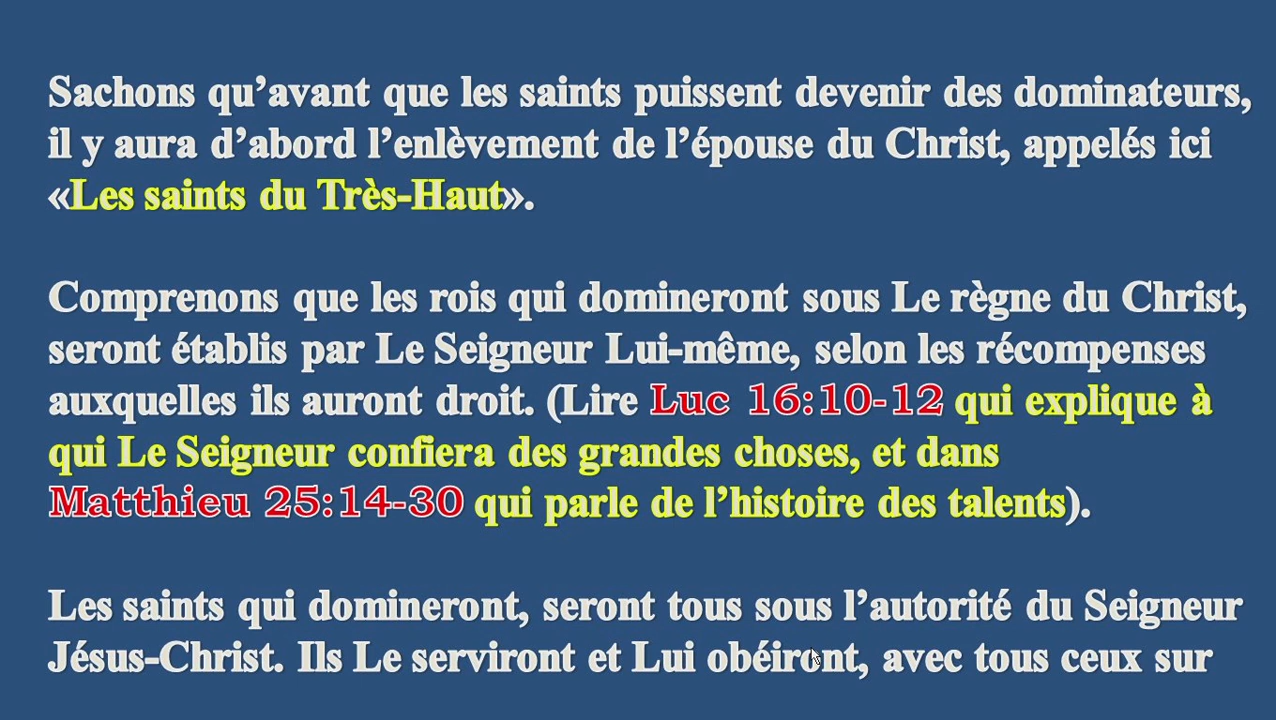 Sachons qu’avant que les saints puissent devenir des dominateurs,
il y aura d’abord l’enlèvement de l’épouse du Christ, appelés ici
«Les saints du Très-Haut».
Comprenons que les rois qui domineront sous Le règne du Christ,
seront établis par Le Seigneur Lui-même, selon les récompenses
auxquelles ils auront droit. (Lire Luc 16:10-12 qui explique à
qui Le Seigneur confiera des grandes choses, et dans
Matthieu 25:14-30 qui parle de l’histoire des talents).
Les saints qui domineront, seront tous sous l’autorité du Seigneur
Jésus-Christ. Ils Le serviront et Lui obéiront, avec tous ceux sur